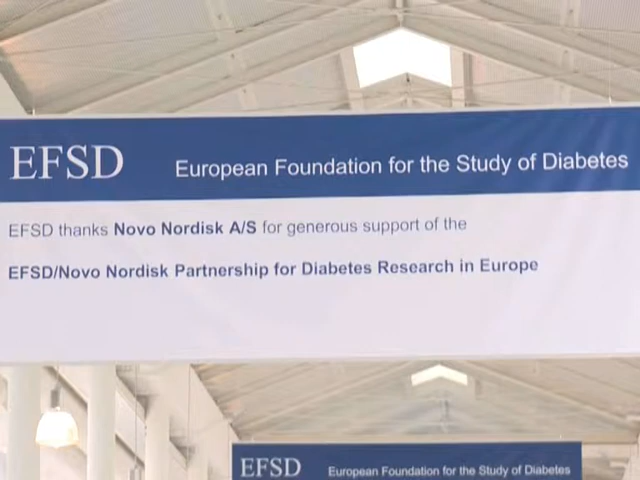 EFSD European Foundation for the Study of Diabetes
EFSD thanks Novo Nordisk A/S for generous support of the
EFSD/Novo Nordisk Partnership for Diabetes Research in Europe
EFSD European Foundation for the Study of Diabetes